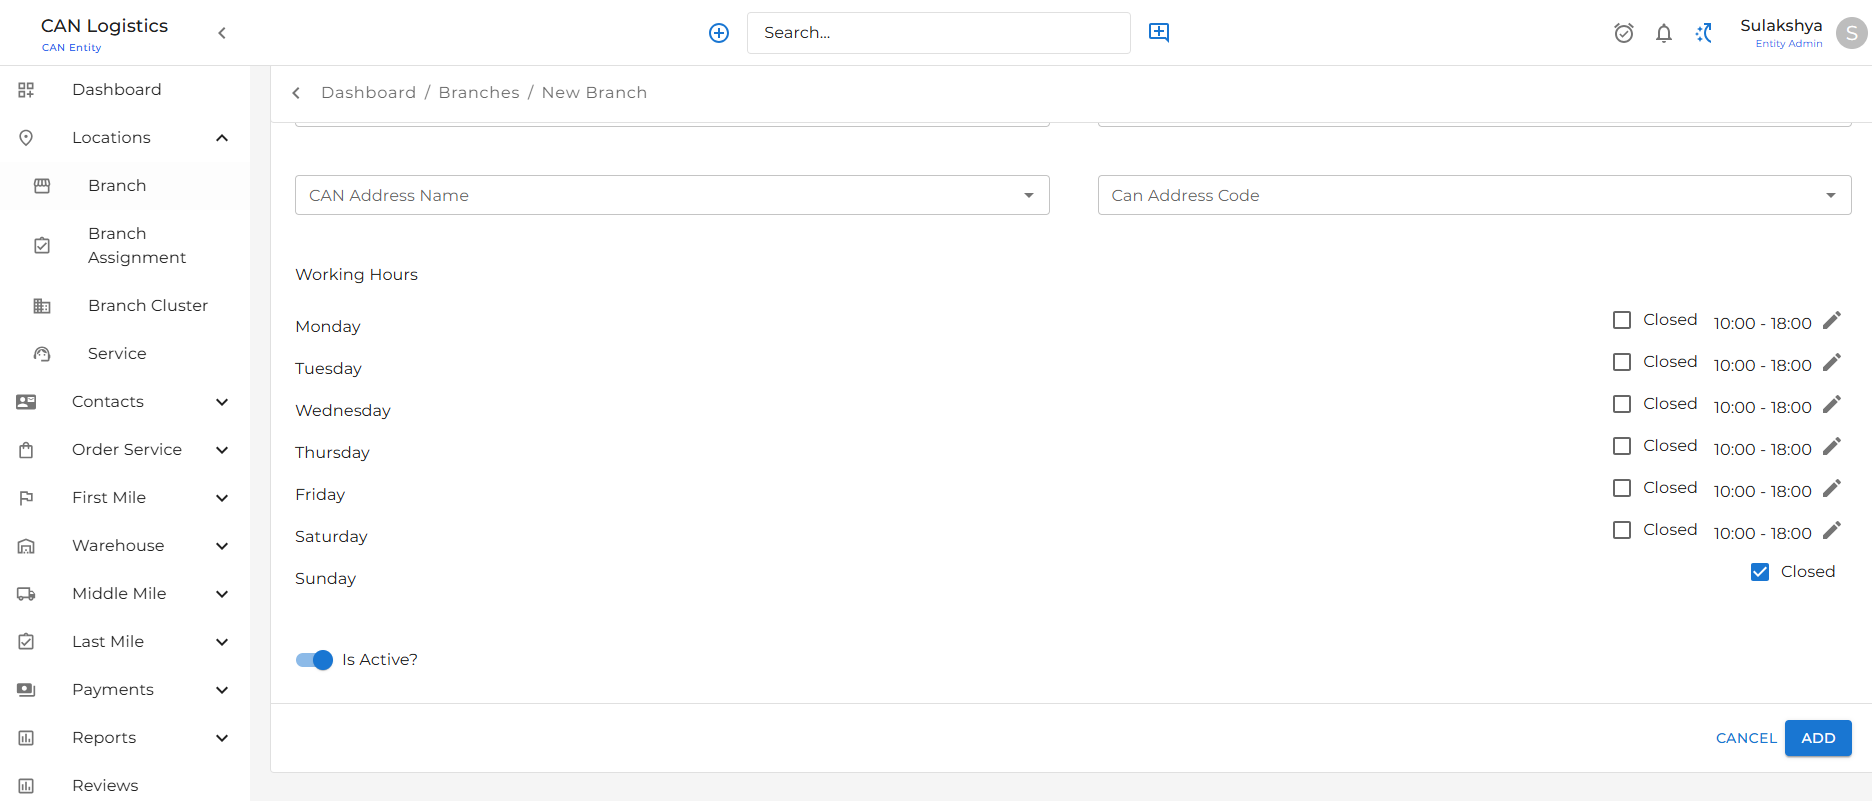 CAN Logistics
CAN Entity
Search...
Sulakshya
Entity Admin
S
Dashboard
Locations
Branch
Branch
Assignment
Branch Cluster
Service
Contacts
Order Service
First Mile
Warehouse
Middle Mile
Last Mile
Payments
Reports
Reviews
Dashboard / Branches / New Branch
CAN Address Name
Can Address Code
Working Hours
Monday Closed 10:00 - 18:00
Tuesday Closed 10:00 - 18:00
Wednesday Closed 10:00 - 18:00
Thursday Closed 10:00 - 18:00
Friday Closed 10:00 - 18:00
Saturday Closed 10:00 - 18:00
Sunday Closed
Is Active?
CANCEL ADD